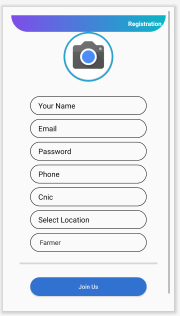 Registration
Your Name
Email
Password
Phone
Cnic
Select Location
Farmer
Join Us